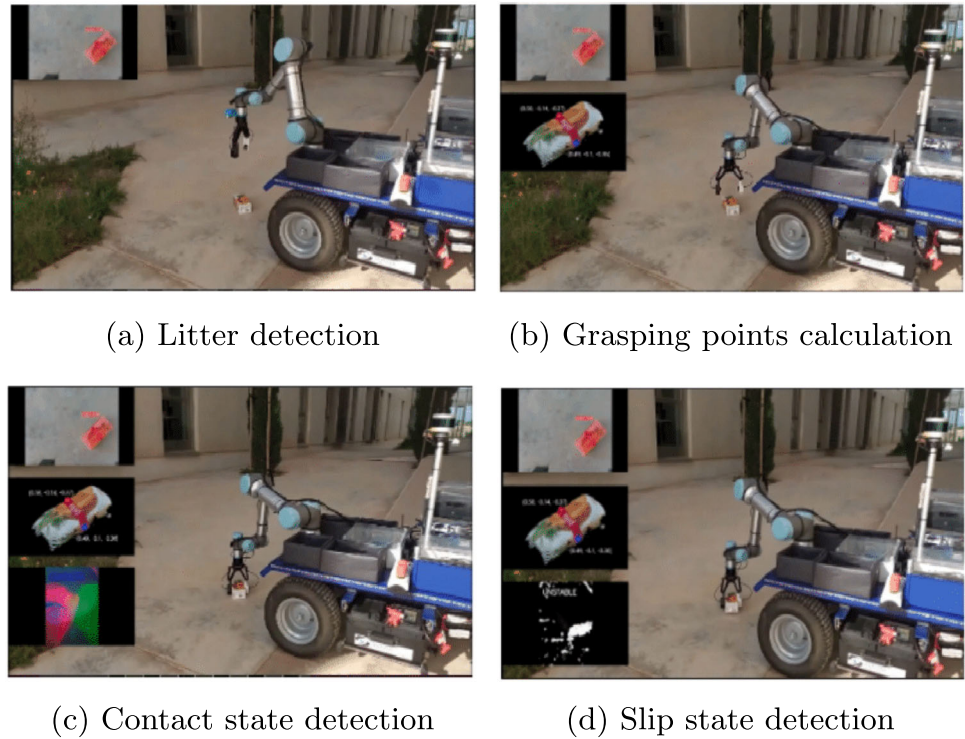 (a) Litter detection
(b) Grasping points calculation
(c) Contact state detection
UNSTABLE
(d) Slip state detection